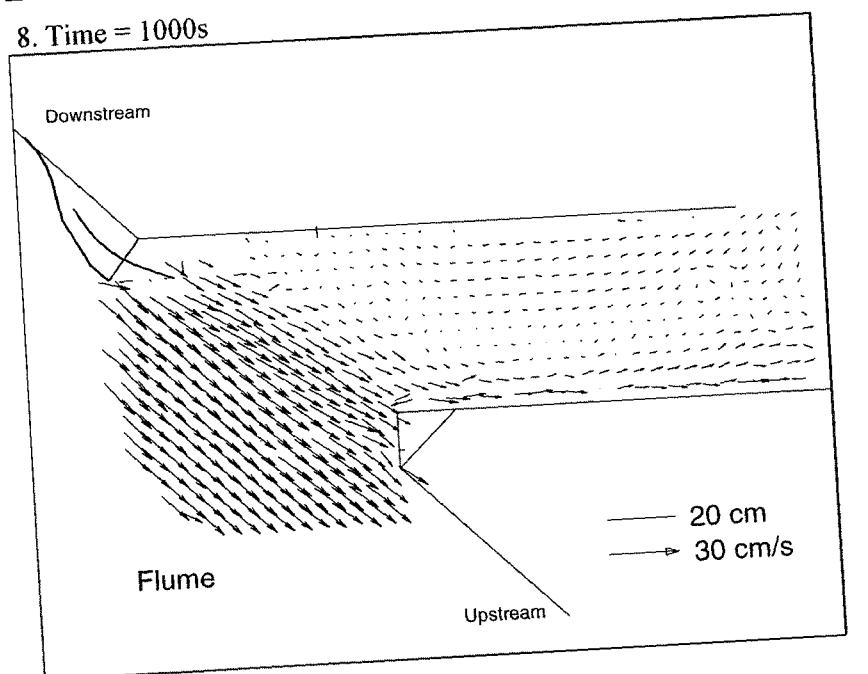 8. Time = 1000s
Downstream
20 cm
30 cm/s
Flume
Upstream